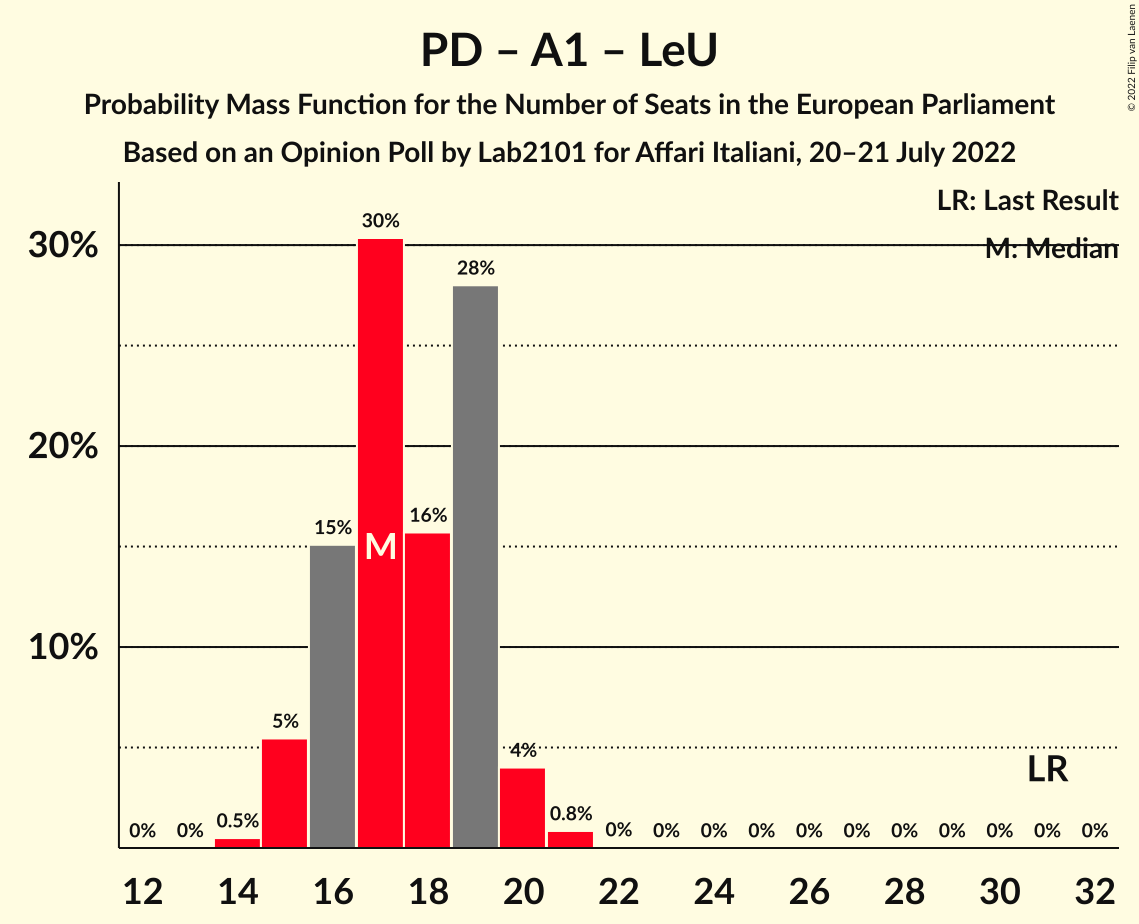 PD – A1 – LeU
Probability Mass Function for the Number of Seats in the European Parliament
Based on an Opinion Poll by Lab2101 for Affari Italiani, 20–21 July 2022
© 2022 Filip van Laenen
LR: Last Result
M: Median
30%
20%
10%
0% 0% 0.5% 5% 15% 30% 16% 28% 4% 0.8% 0% 0% 0% 0% 0% 0% 0% 0% 0% 0% 0%
M
LR
12 14 16 18 20 22 24 26 28 30 32